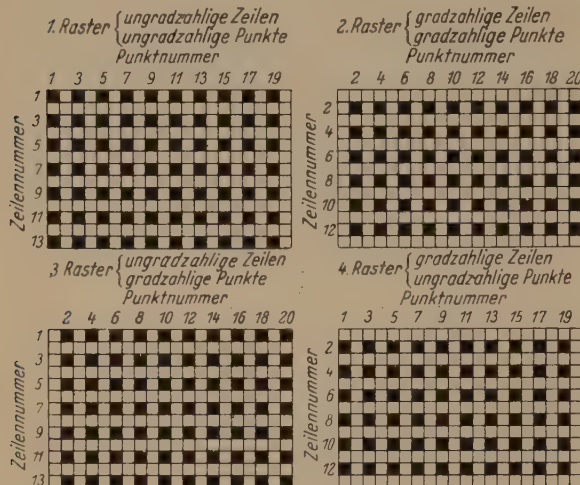 1. Raster { ungradzahlige Zeilen
ungradzahlige Punkte
Punktnummer
1 3 5 7 9 11 13 15 17 19
Zeilennummer
1
3
5
7
9
11
13
2. Raster { gradzahlige Zeilen
gradzahlige Punkte
Punktnummer
2 4 6 8 10 12 14 16 18 20
Zeilennummer
2
4
6
8
10
12
3 Raster { ungradzahlige Zeilen
gradzahlige Punkte
Punktnummer
2 4 6 8 10 12 14 16 18 20
Zeilennummer
1
3
5
7
9
11
13
4. Raster { gradzahlige Zeilen
ungradzahlige Punkte
Punktnummer
1 3 5 7 9 11 13 15 17 19
Zeilennummer
2
4
6
8
10
12